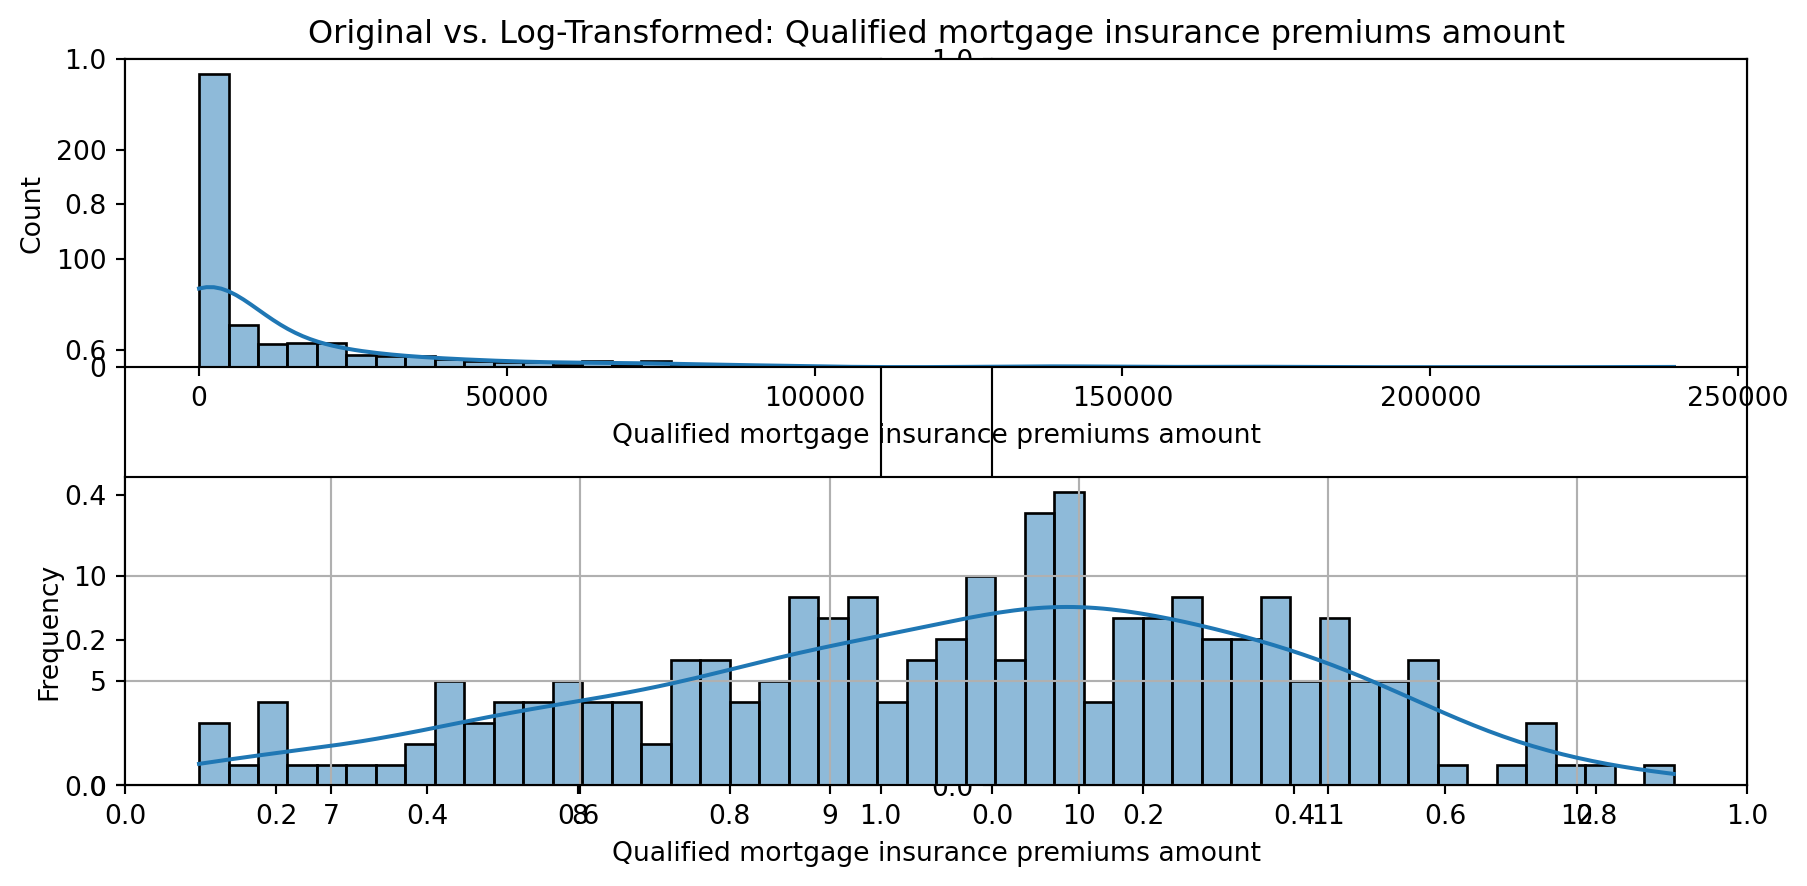 Original vs. Log-Transformed: Qualified mortgage insurance premiums amount
1.0
1.0
200
0.8
Count
100
0.6
0
0 50000 100000 150000 200000 250000
Qualified mortgage insurance premiums amount
0.4
10
Frequency
0.2
5
0.0
0.0
0.0 0.2 7 0.4 0.6 8 0.8 9 1.0 0.0 10 0.2 0.4 11 0.6 12 0.8 1.0
Qualified mortgage insurance premiums amount